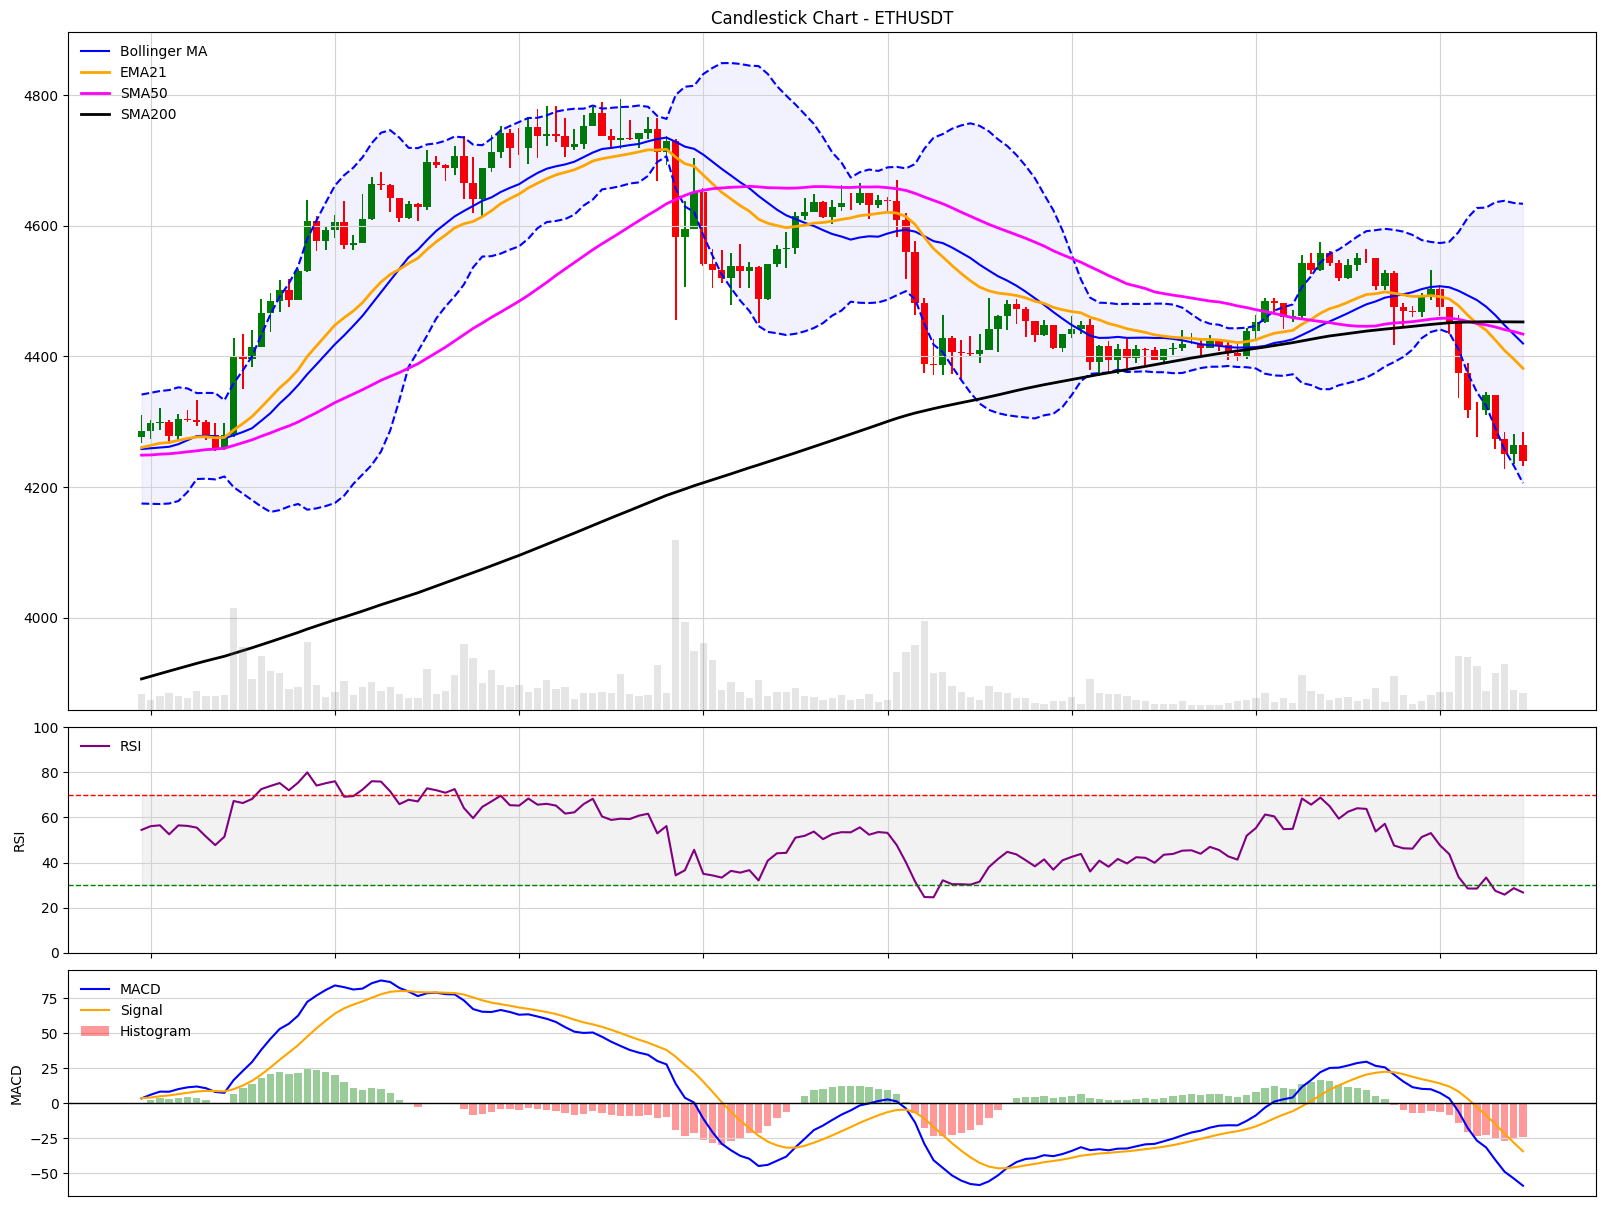 Candlestick Chart - ETHUSDT
Bollinger MA
EMA21
SMA50
SMA200
4800
4600
4400
4200
4000
RSI
100
80
60
40
20
0
RSI
MACD
Signal
Histogram
75
50
25
0
−25
−50
MACD